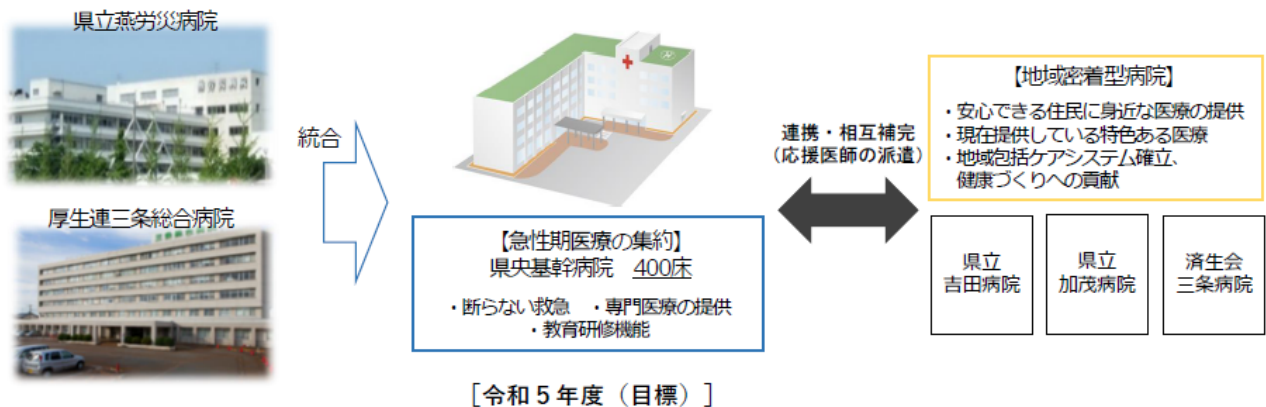 県立燕労災病院
厚生連三条総合病院
統合
【急性期医療の集約】
県央基幹病院　400床
・断らない救急　・専門医療の提供
・教育研修機能
［令和５年度（目標）］
連携・相互補完
（応援医師の派遣）
【地域密着型病院】
・安心できる住民に身近な医療の提供
・現在提供している特色ある医療
・地域包括ケアシステム確立、
健康づくりへの貢献
県立
吉田病院
県立
加茂病院
済生会
三条病院